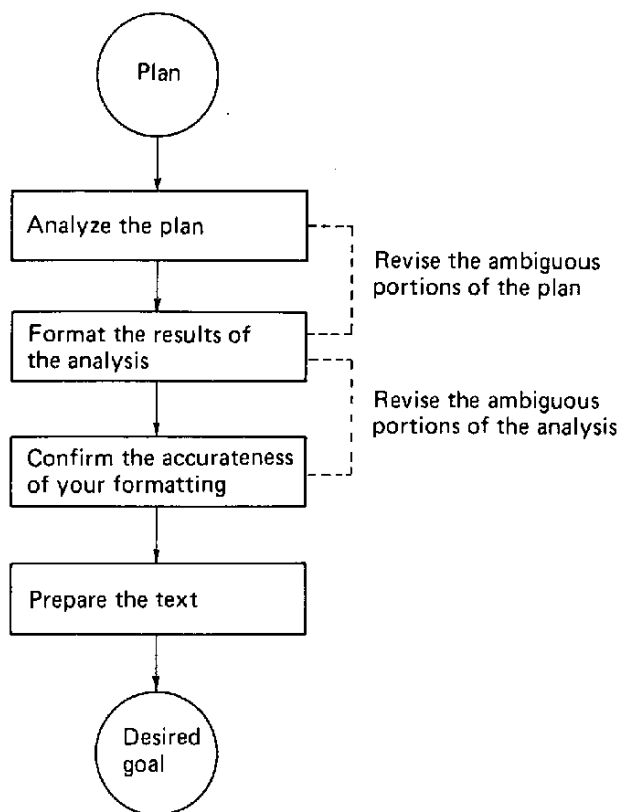 Plan
Analyze the plan
Revise the ambiguous
portions of the plan
Format the results of
the analysis
Revise the ambiguous
portions of the analysis
Confirm the accurateness
of your formatting
Prepare the text
Desired
goal